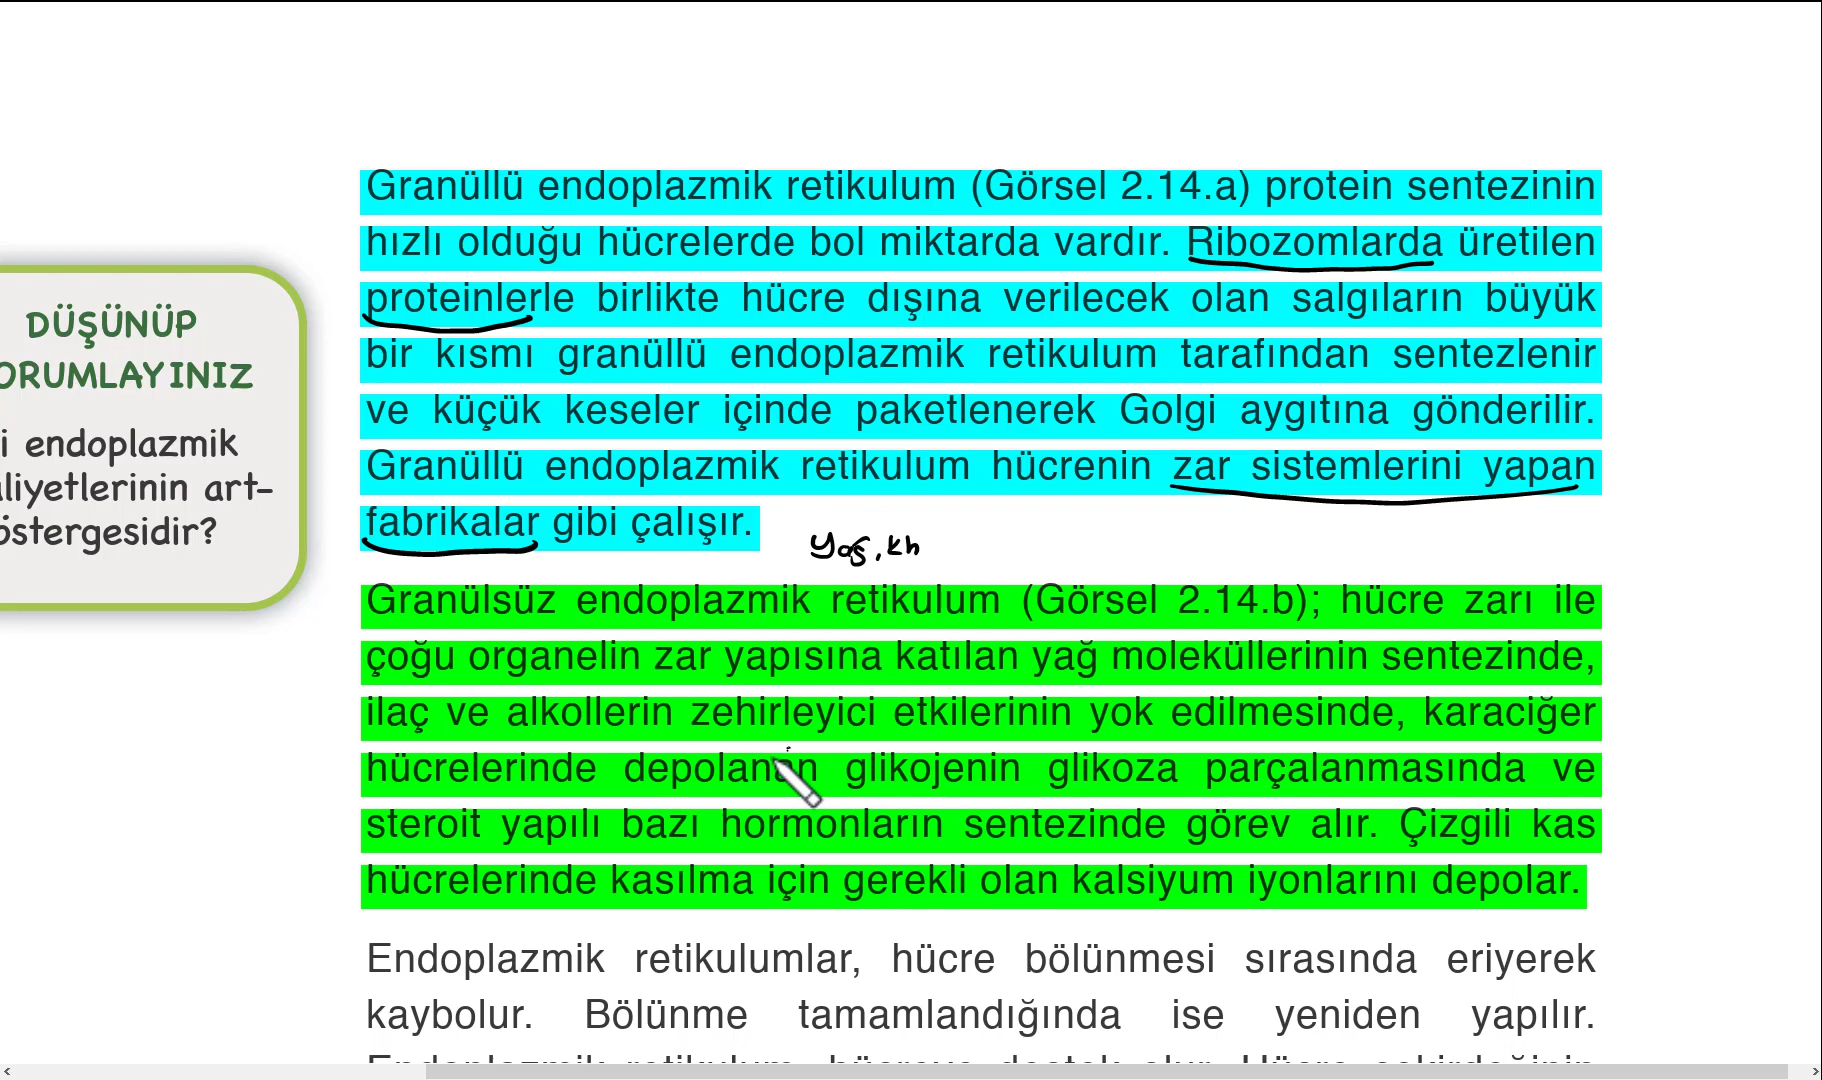 DÜŞÜNÜP
ORUMLAYINIZ
i endoplazmik
aliyetlerinin art-
östergesidir?
Granüllü endoplazmik retikulum (Görsel 2.14.a) protein sentezinin
hızlı olduğu hücrelerde bol miktarda vardır. Ribozomlarda üretilen
proteinlerle birlikte hücre dışına verilecek olan salgıların büyük
bir kısmı granüllü endoplazmik retikulum tarafından sentezlenir
ve küçük keseler içinde paketlenerek Golgi aygıtına gönderilir.
Granüllü endoplazmik retikulum hücrenin zar sistemlerini yapan
fabrikalar gibi çalışır.
yağ, kh
Granülsüz endoplazmik retikulum (Görsel 2.14.b); hücre zarı ile
çoğu organelin zar yapısına katılan yağ moleküllerinin sentezinde,
ilaç ve alkollerin zehirleyici etkilerinin yok edilmesinde, karaciğer
hücrelerinde depolanan glikojenin glikoza parçalanmasında ve
steroit yapılı bazı hormonların sentezinde görev alır. Çizgili kas
hücrelerinde kasılma için gerekli olan kalsiyum iyonlarını depolar.
Endoplazmik retikulumlar, hücre bölünmesi sırasında eriyerek
kaybolur. Bölünme tamamlandığında ise yeniden yapılır.